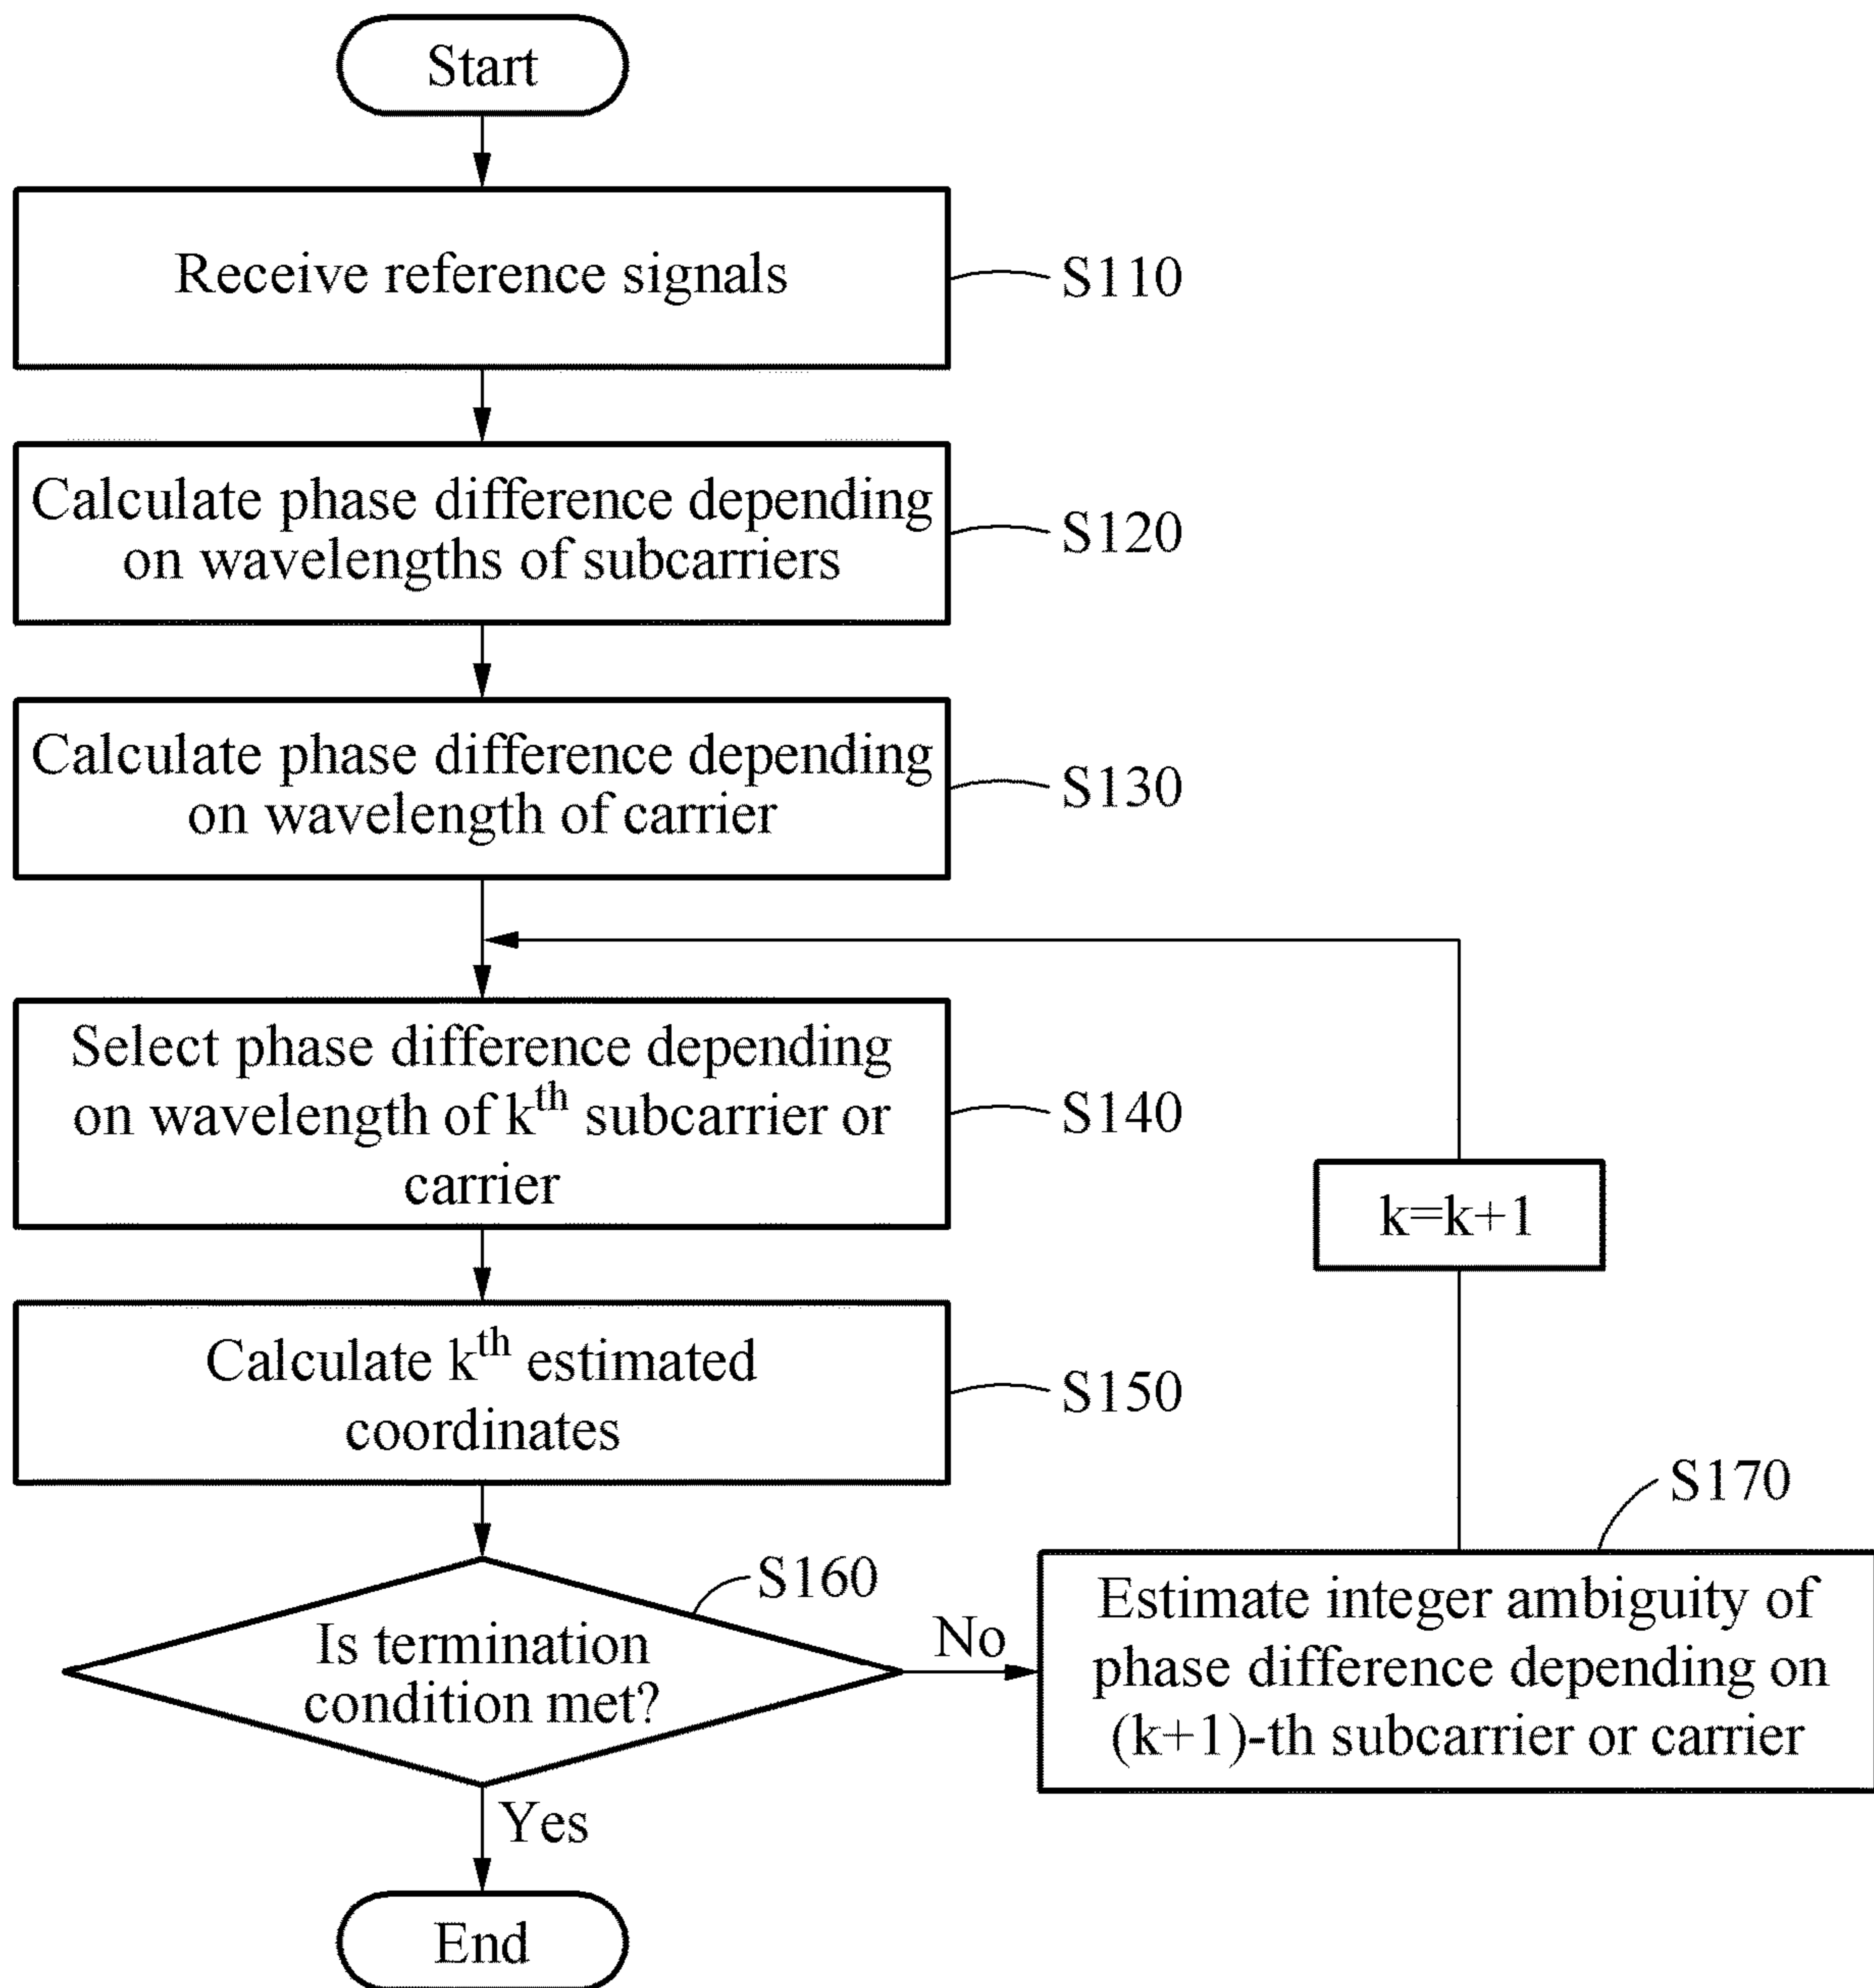 Start
Receive reference signals
S110
Calculate phase difference depending
on wavelengths of subcarriers
S120
Calculate phase difference depending
on wavelength of carrier
S130
Select phase difference depending
on wavelength of kth subcarrier or
carrier
S140
k=k+1
Calculate kth estimated
coordinates
S150
S160
Is termination
condition met?
No
S170
Estimate integer ambiguity of
phase difference depending on
(k+1)-th subcarrier or carrier
Yes
End